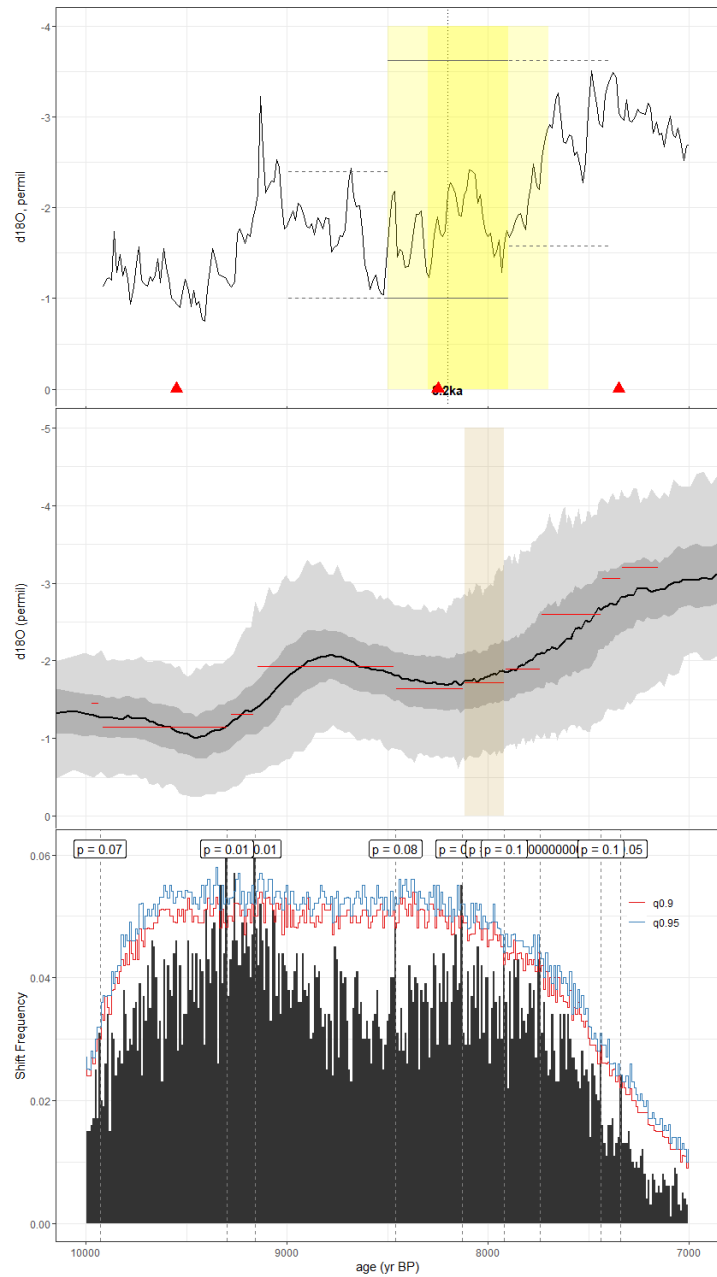 -4
-3
-2
-1
0
d18O, permil
8.2ka
-5
-4
-3
-2
-1
0
d18O (permil)
p = 0.07
p = 0.01
0.01
p = 0.08
p = 0.1
p = 0.1
.05
0.06
0.04
0.02
0.00
Shift Frequency
q0.9
q0.95
10000
9000
8000
7000
age (yr BP)